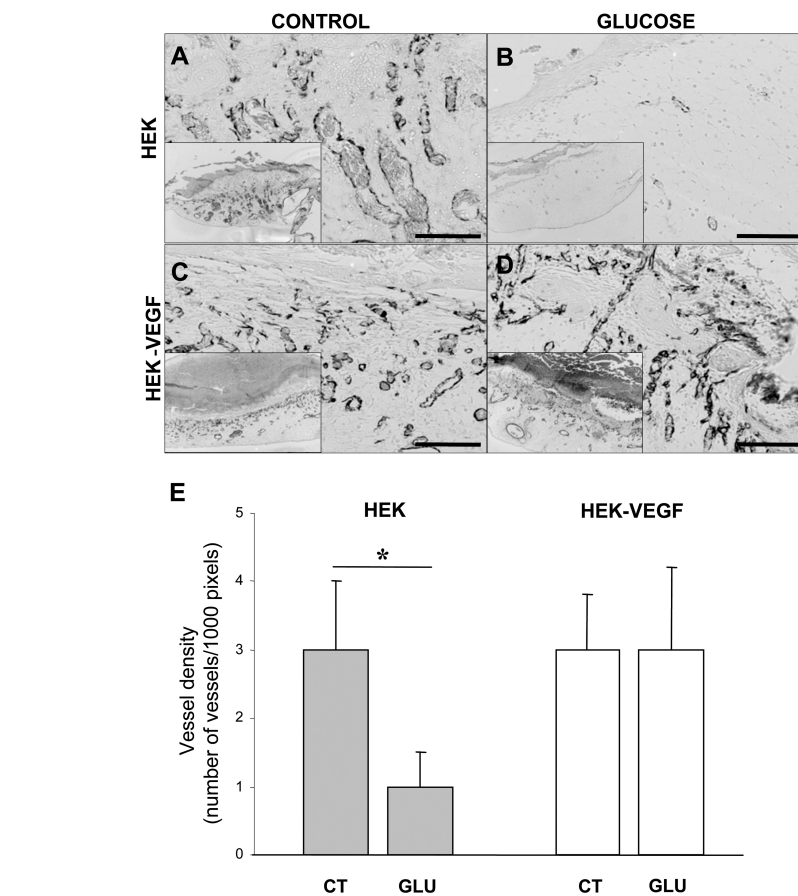 CONTROL GLUCOSE
A B
HEK
C D
HEK-VEGF
E
HEK HEK-VEGF
5
4
3
2
1
0
Vessel density
(number of vessels/1000 pixels)
*
CT GLU CT GLU